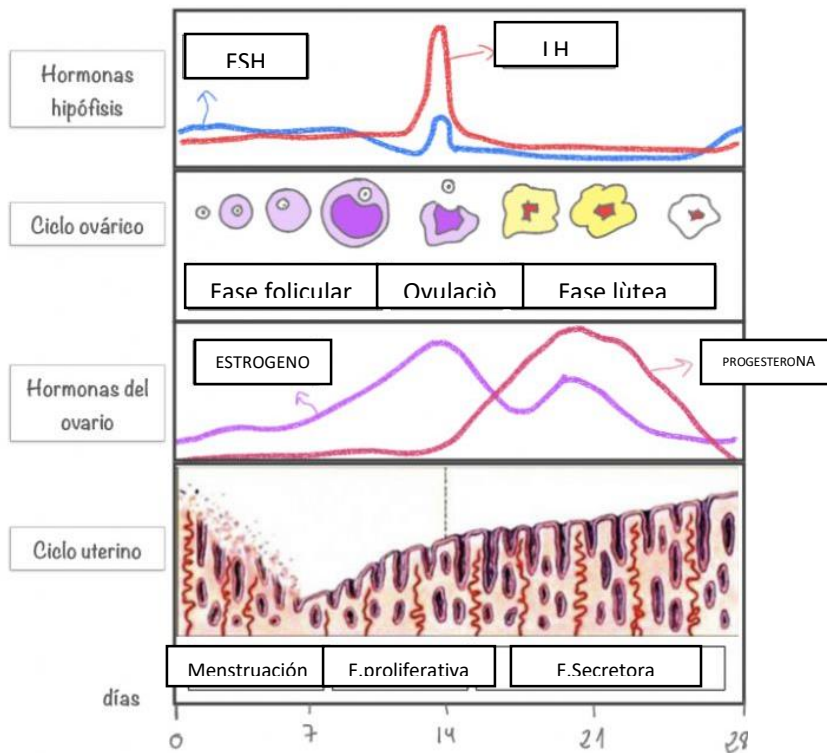 Hormonas
hipófisis
FSH
LH
Ciclo ovárico
Fase folicular
Ovulaciò
Fase lùtea
Hormonas del
ovario
ESTROGENO
PROGESTERONA
Ciclo uterino
Menstruación
F.proliferativa
F.Secretora
días
0
7
14
21
28